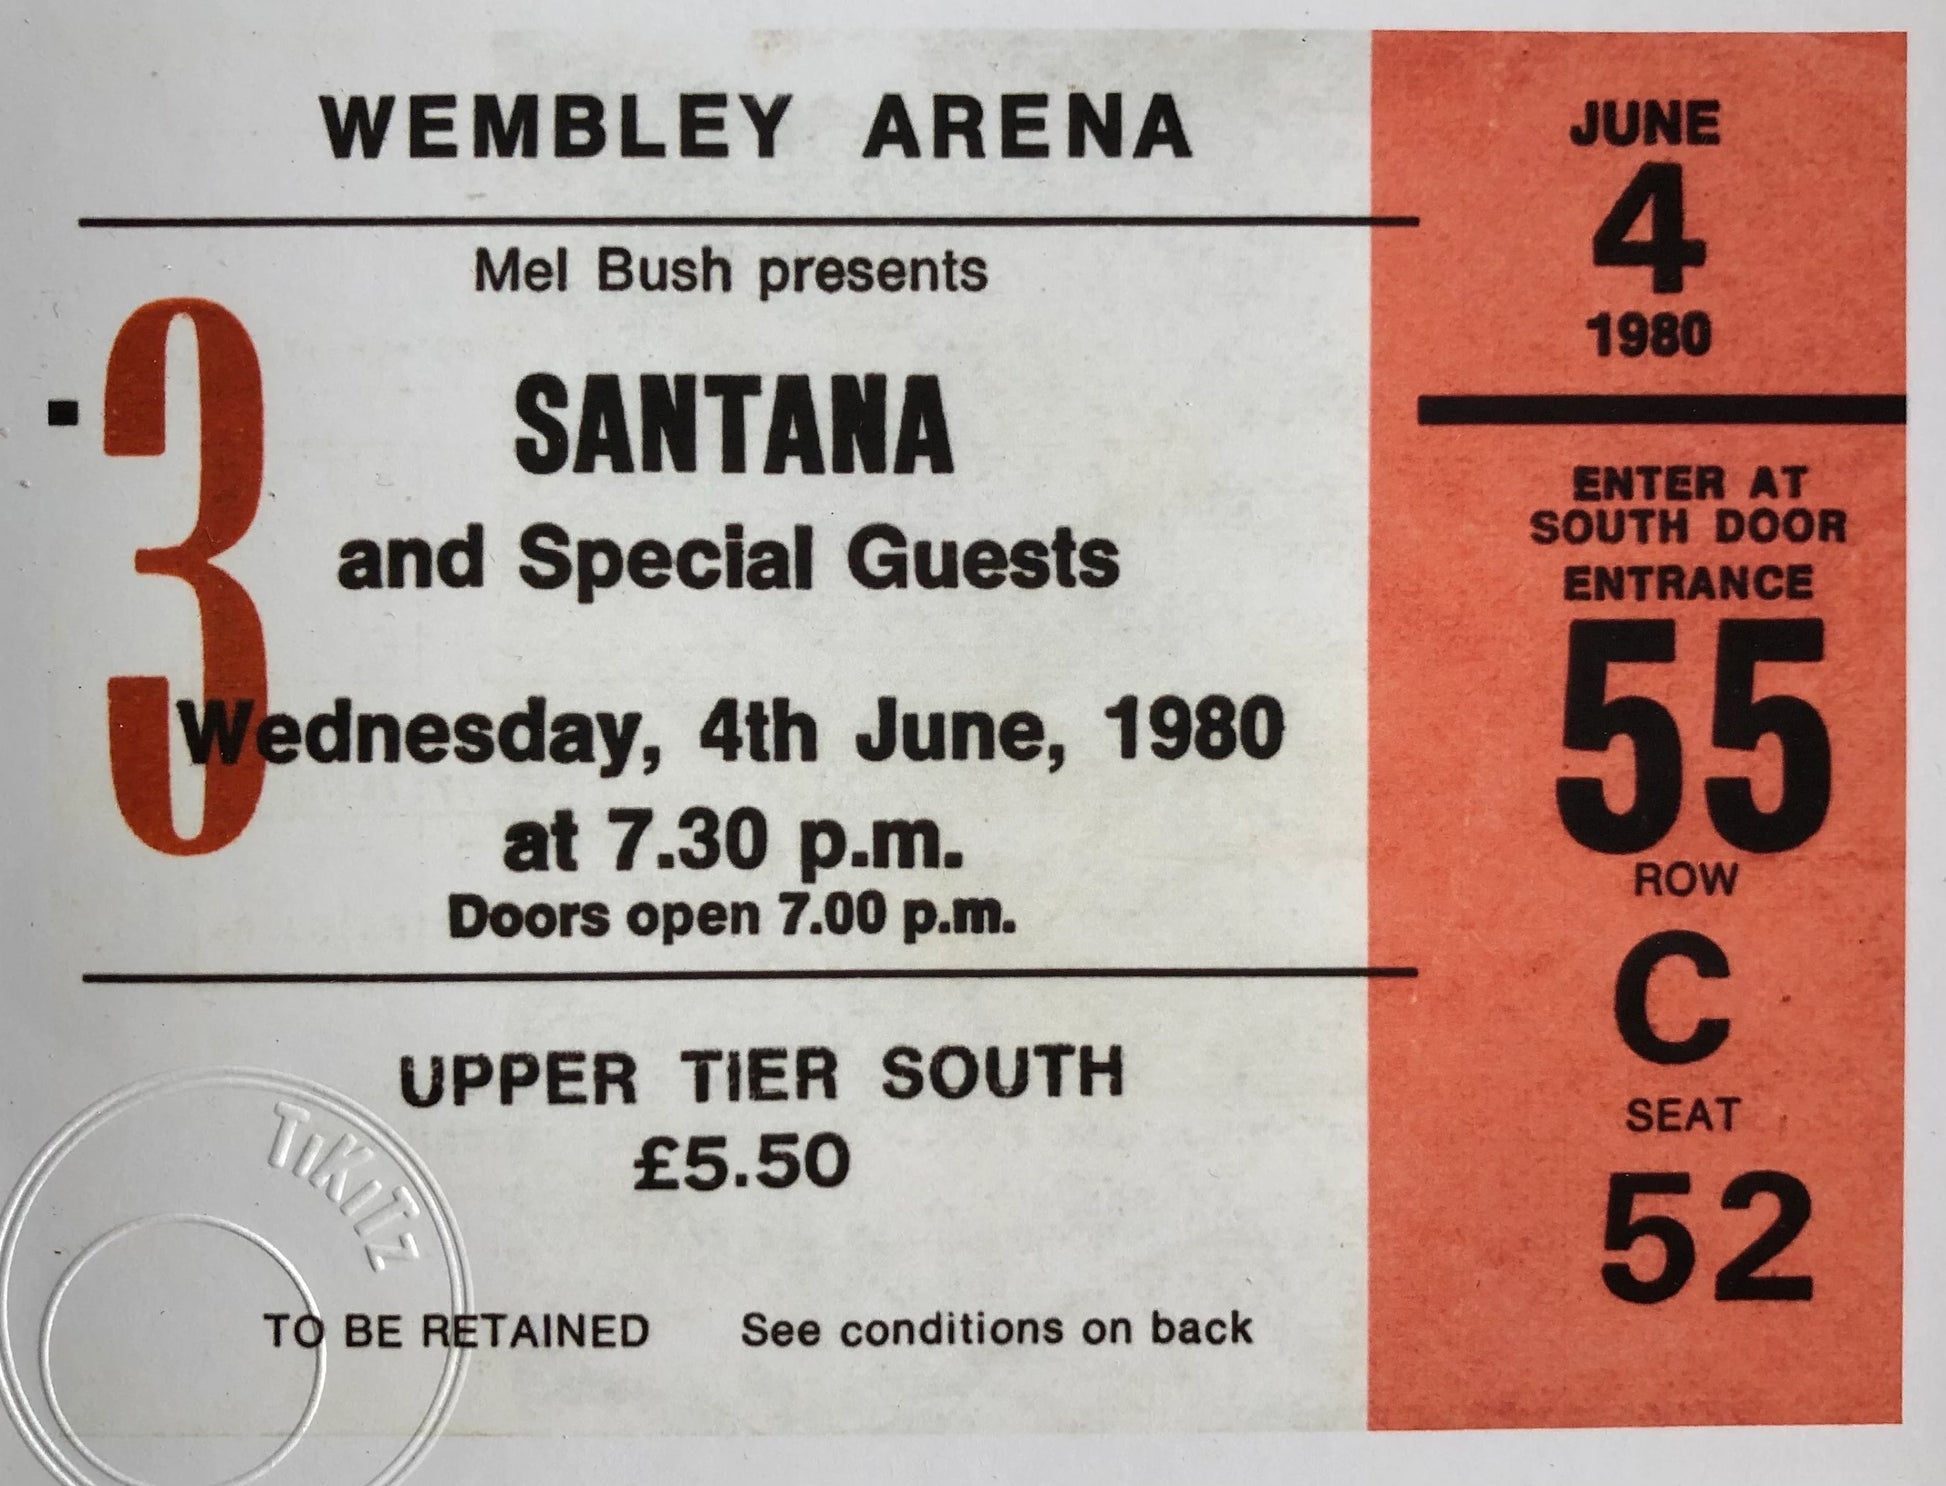 WEMBLEY ARENA
Mel Bush presents
3
SANTANA
and Special Guests
Wednesday, 4th June, 1980
at 7.30 p.m.
Doors open 7.00 p.m.
UPPER TIER SOUTH
£5.50
TO BE RETAINED See conditions on back
TiKiTz
JUNE
4
1980
ENTER AT
SOUTH DOOR
ENTRANCE
55
ROW
C
SEAT
52